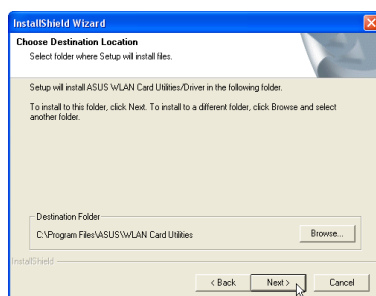 InstallShield Wizard
Choose Destination Location
Select folder where Setup will install files.
Setup will install ASUS WLAN Card Utilities/Driver in the following folder.
To install to this folder, click Next. To install to a different folder, click Browse and select
another folder.
Destination Folder
C:\Program Files\ASUS\WLAN Card Utilities
Browse...
InstallShield
< Back
Next >
Cancel